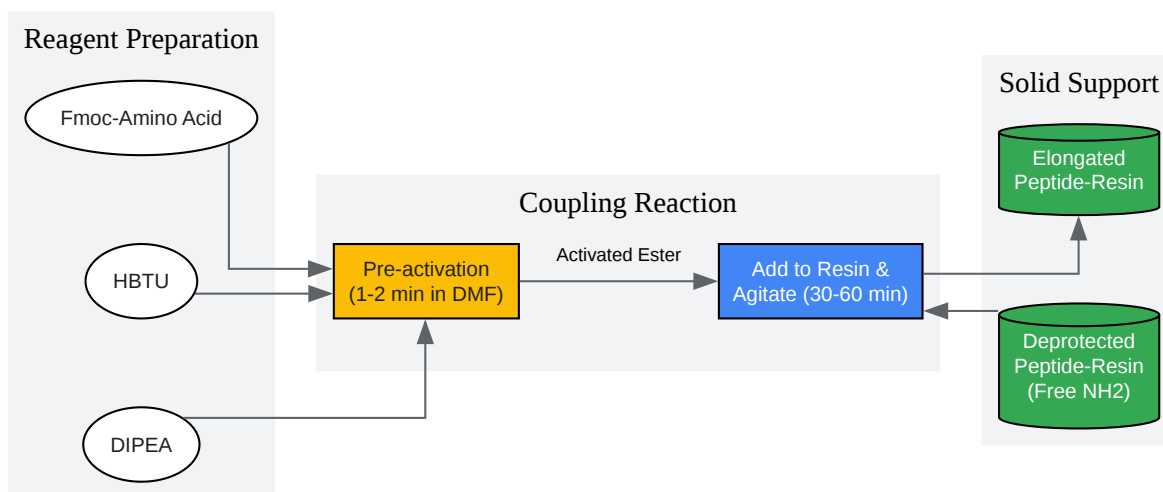 Reagent Preparation
Fmoc-Amino Acid
HBTU
DIPEA
Coupling Reaction
Pre-activation
(1-2 min in DMF)
Activated Ester
Add to Resin &
Agitate (30-60 min)
Solid Support
Elongated
Peptide-Resin
Deprotected
Peptide-Resin
(Free NH2)